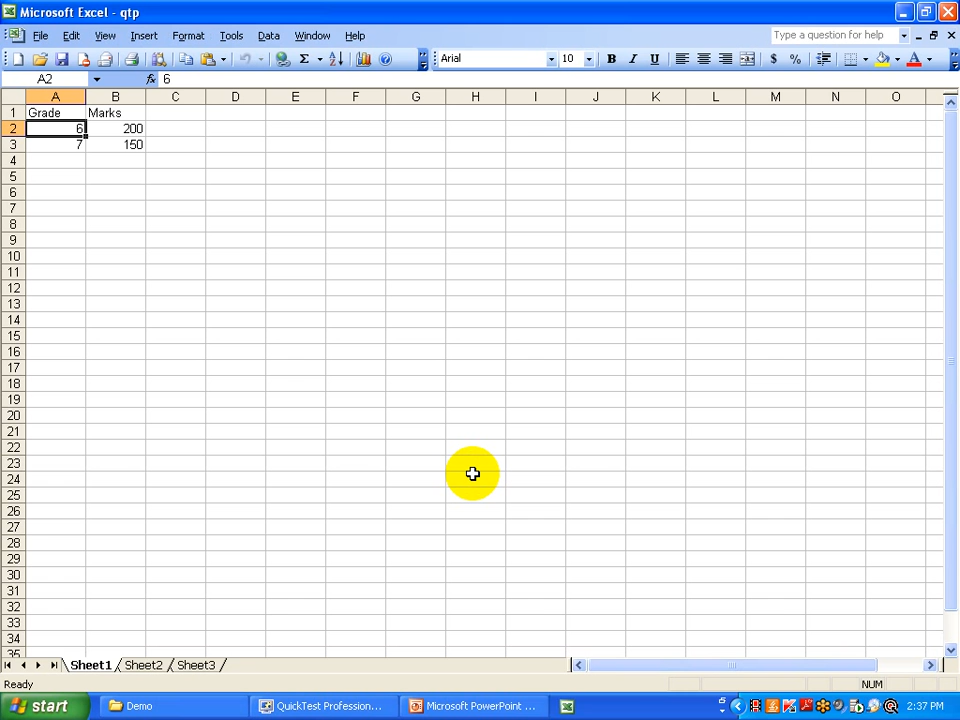 Microsoft Excel - qtp
File Edit View Insert Format Tools Data Window Help Type a question for help
Arial 10 B I U $ %
A2 fx 6
A B C D E F G H I J K L M N O
1 Grade Marks
2 6 200
3 7 150
4
5
6
7
8
9
10
11
12
13
14
15
16
17
18
19
20
21
22
23
24
25
26
27
28
29
30
31
32
33
34
35
Sheet1 Sheet2 Sheet3
Ready NUM
start Demo QuickTest Profession... Microsoft PowerPoint ... 2:37 PM